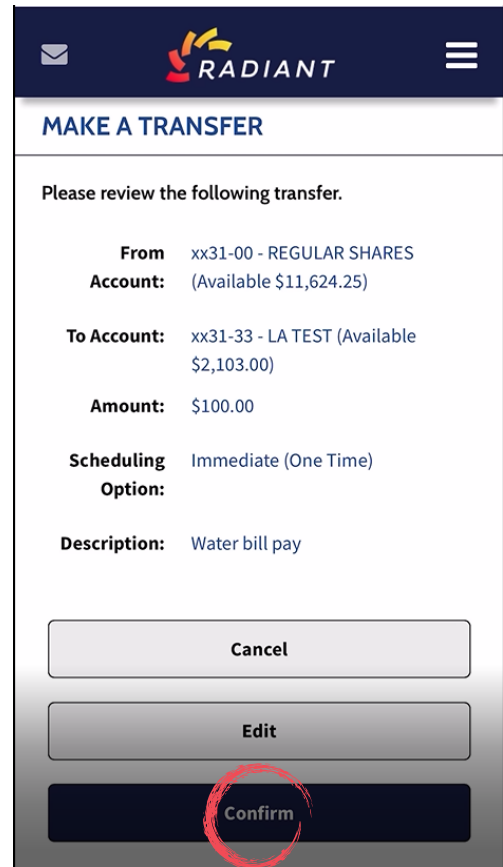 RADIANT
MAKE A TRANSFER
Please review the following transfer.
From xx31-00 - REGULAR SHARES
Account: (Available $11,624.25)
To Account: xx31-33 - LA TEST (Available
$2,103.00)
Amount: $100.00
Scheduling Immediate (One Time)
Option:
Description: Water bill pay
Cancel
Edit
Confirm